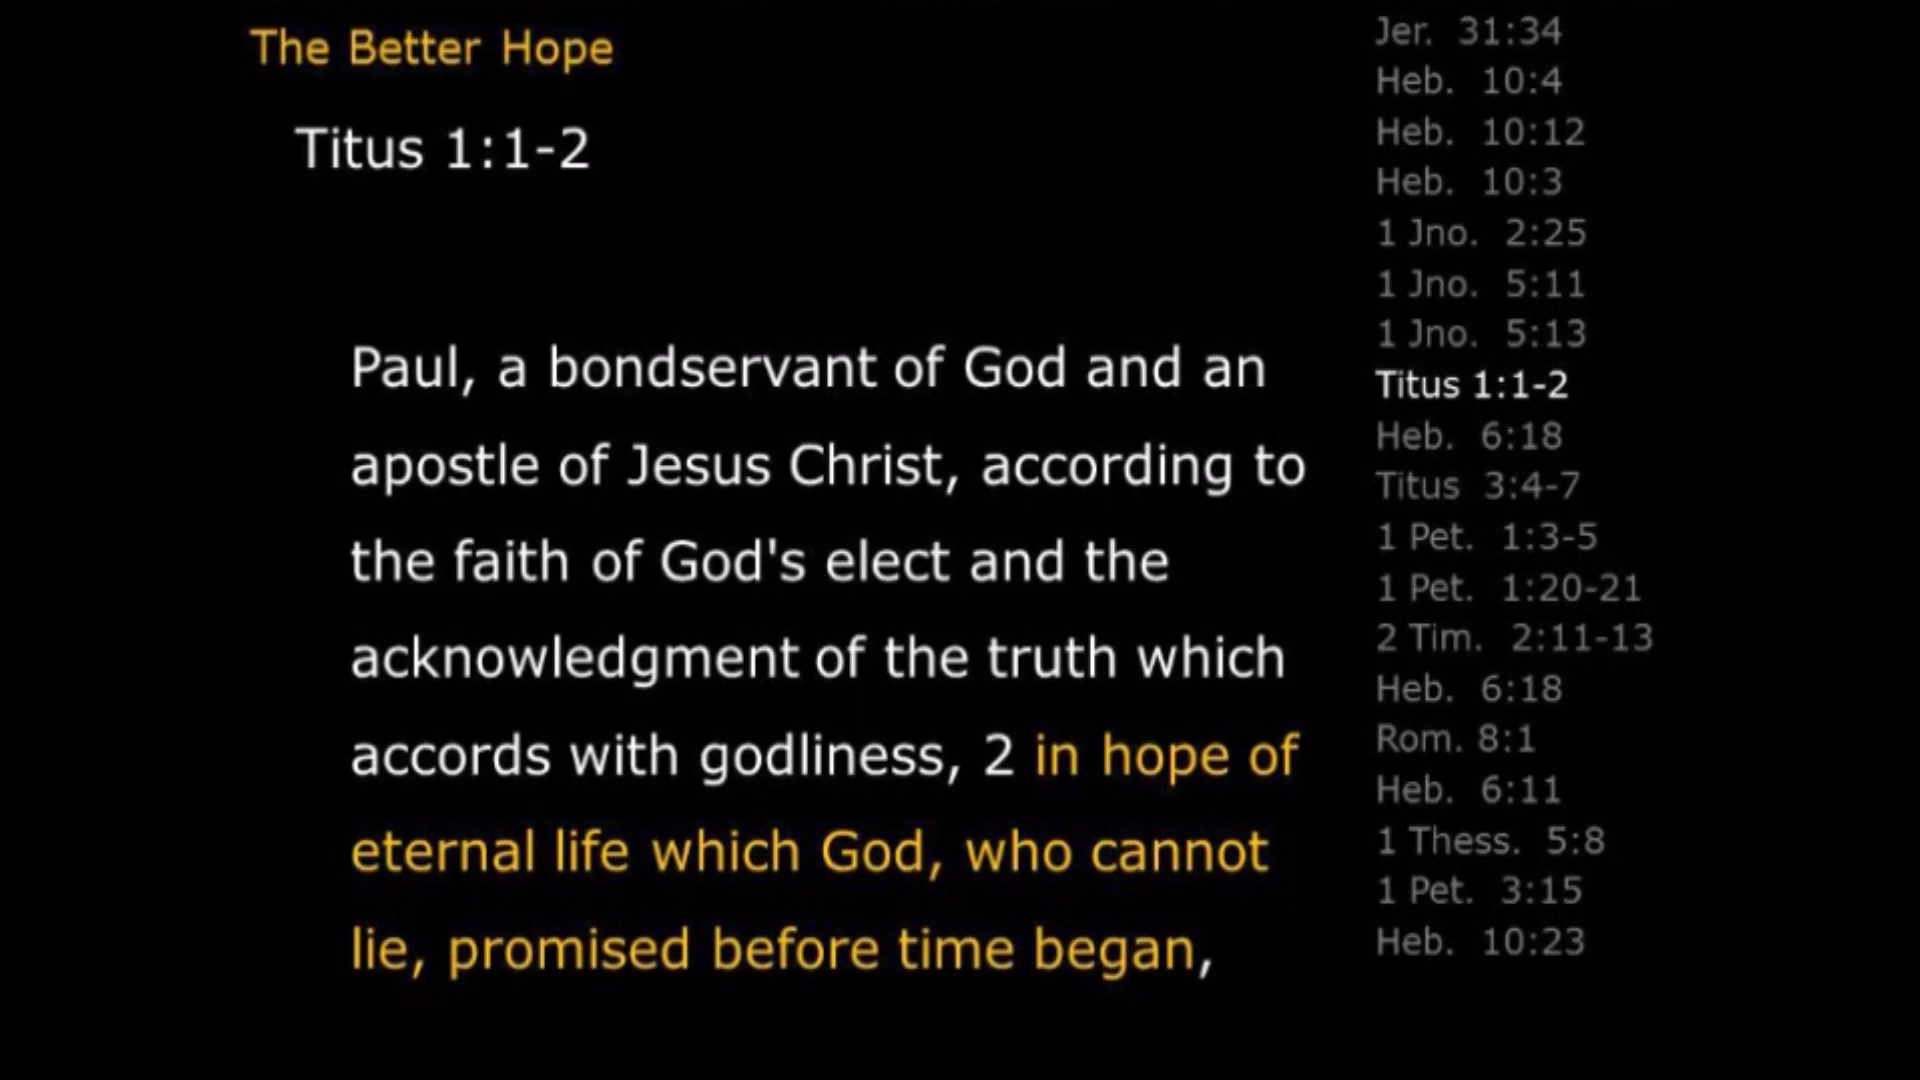 The Better Hope
Titus 1:1-2
Paul, a bondservant of God and an
apostle of Jesus Christ, according to
the faith of God's elect and the
acknowledgment of the truth which
accords with godliness, 2 in hope of
eternal life which God, who cannot
lie, promised before time began,
Jer. 31:34
Heb. 10:4
Heb. 10:12
Heb. 10:3
1 Jno. 2:25
1 Jno. 5:11
1 Jno. 5:13
Titus 1:1-2
Heb. 6:18
Titus 3:4-7
1 Pet. 1:3-5
1 Pet. 1:20-21
2 Tim. 2:11-13
Heb. 6:18
Rom. 8:1
Heb. 6:11
1 Thess. 5:8
1 Pet. 3:15
Heb. 10:23